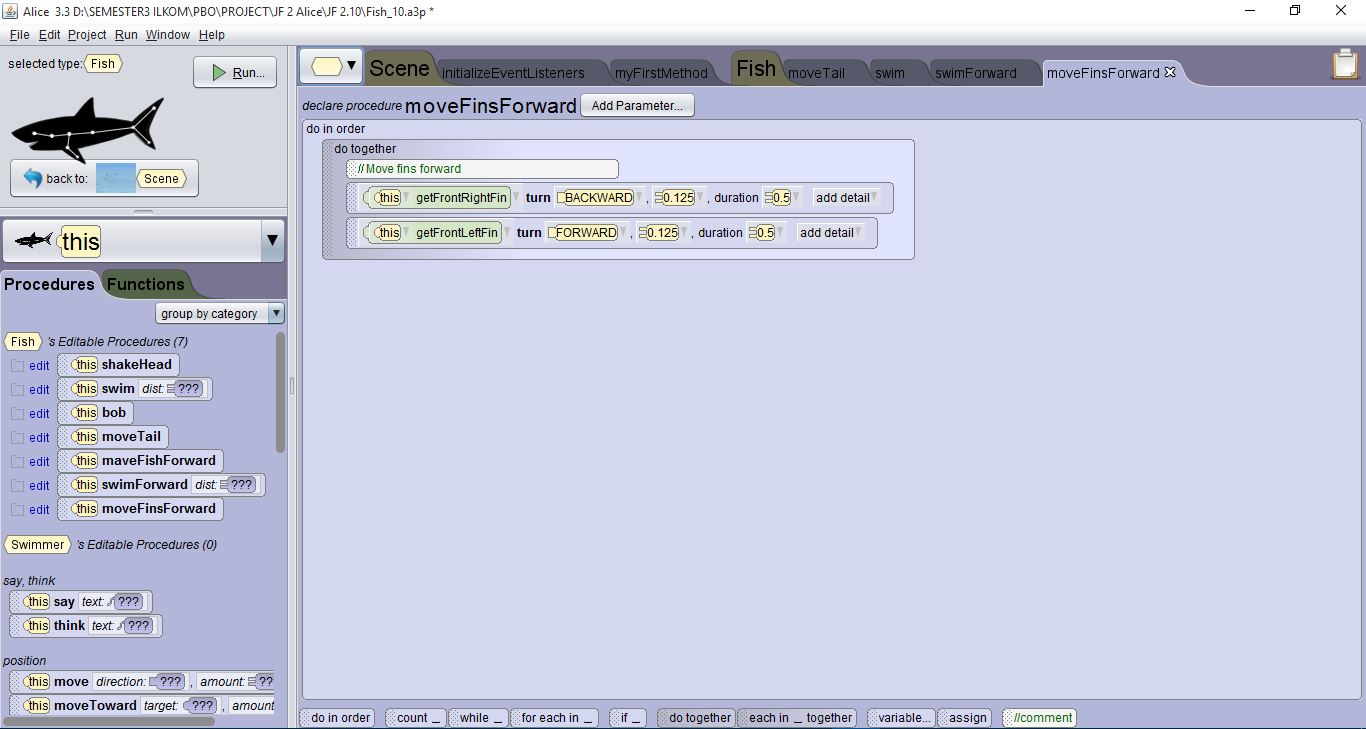 Alice 3.3 D:\SEMESTER3 ILKOM\PBO\PROJECT\JF 2 Alice\JF 2.10\Fish_10.a3p *
File Edit Project Run Window Help
selected type: Fish
Run...
back to: Scene
this
Procedures Functions
group by category
Fish 's Editable Procedures (7)
edit this shakeHead
edit this swim dist: ???
edit this bob
edit this moveTail
edit this maveFishForward
edit this swimForward dist: ???
edit this moveFinsForward
Swimmer 's Editable Procedures (0)
say, think
this say text: ???
this think text: ???
position
this move direction: ??? , amount: ??
this moveToward target: ??? , amount
Scene initializeEventListeners myFirstMethod Fish moveTail swim swimForward moveFinsForward
declare procedure moveFinsForward Add Parameter...
do in order
do together
// Move fins forward
this getFrontRightFin turn BACKWARD , 0.125 , duration 0.5 add detail
this getFrontLeftFin turn FORWARD , 0.125 , duration 0.5 add detail
do in order count _ while _ for each in _ if _ do together each in _ together variable... assign //comment